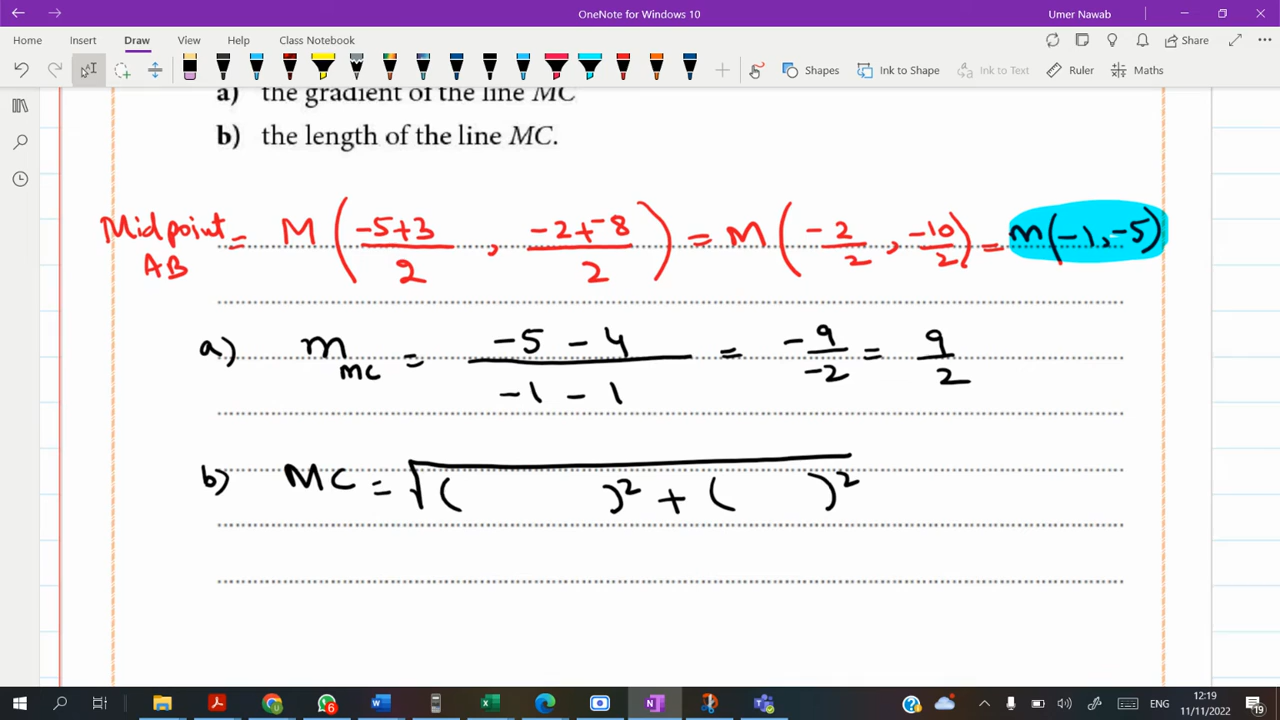 OneNote for Windows 10
Umer Nawab
Home Insert Draw View Help Class Notebook
Share
Shapes Ink to Shape Ink to Text Ruler Maths
a) the gradient of the line MC
b) the length of the line MC.
Midpoint AB = M(-5+3/2, -2+-8/2) = M(-2/2, -10/2) = m(-1,-5)
a) m_MC = -5-4/-1-1 = -9/-2 = 9/2
b) MC = √( )² + ( )²
6
ENG
12:19
11/11/2022
19